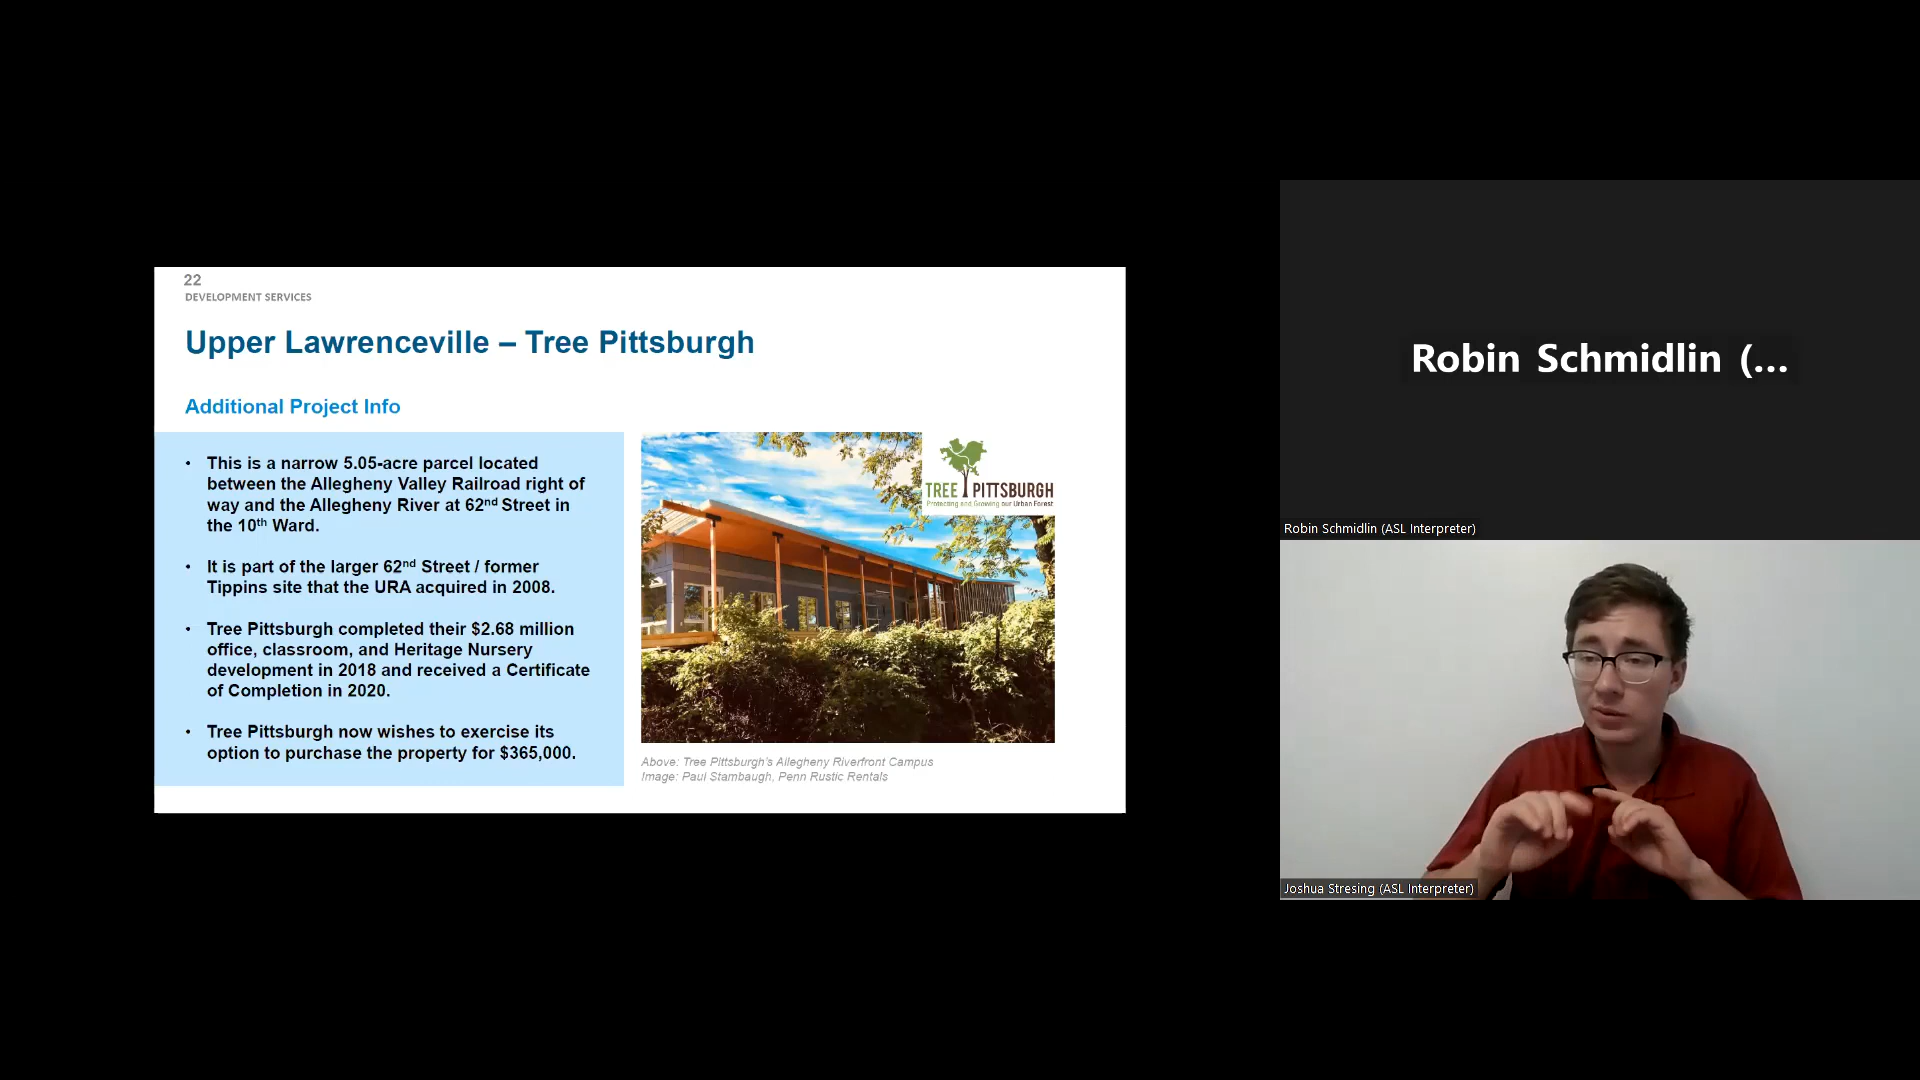 22
DEVELOPMENT SERVICES
Upper Lawrenceville – Tree Pittsburgh
Additional Project Info
• This is a narrow 5.05-acre parcel located
between the Allegheny Valley Railroad right of
way and the Allegheny River at 62nd Street in
the 10th Ward.
• It is part of the larger 62nd Street / former
Tippins site that the URA acquired in 2008.
• Tree Pittsburgh completed their $2.68 million
office, classroom, and Heritage Nursery
development in 2018 and received a Certificate
of Completion in 2020.
• Tree Pittsburgh now wishes to exercise its
option to purchase the property for $365,000.
TREE PITTSBURGH
Protecting and Growing our Urban Forest
Above: Tree Pittsburgh's Allegheny Riverfront Campus
Image: Paul Stambaugh, Penn Rustic Rentals
Robin Schmidlin (...
Robin Schmidlin (ASL Interpreter)
Joshua Stresing (ASL Interpreter)